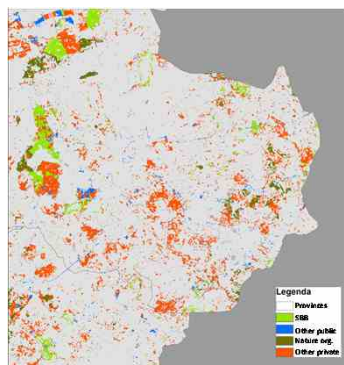 Legenda
Provinces
SBB
Other public
Nature org.
Other private